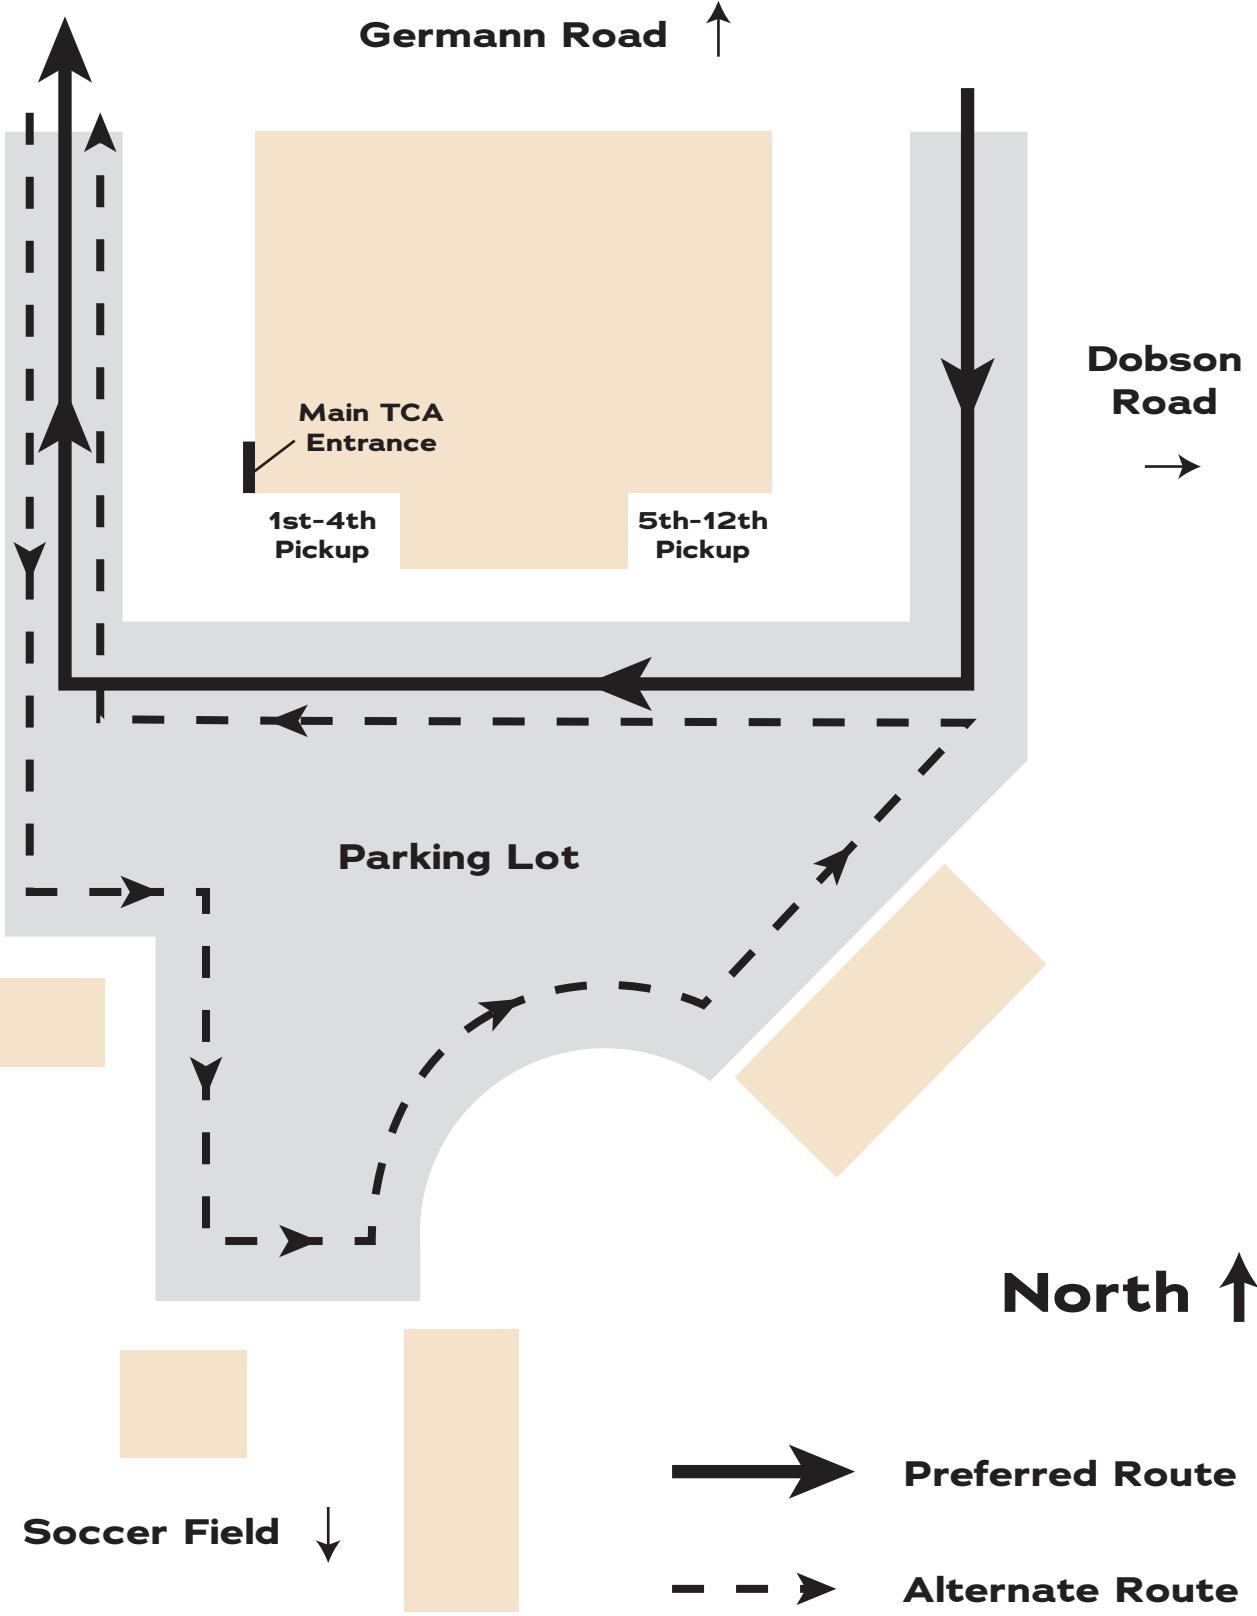 Germann Road
Dobson
Road
Main TCA
Entrance
1st-4th
Pickup
5th-12th
Pickup
Parking Lot
North
Preferred Route
Soccer Field
Alternate Route